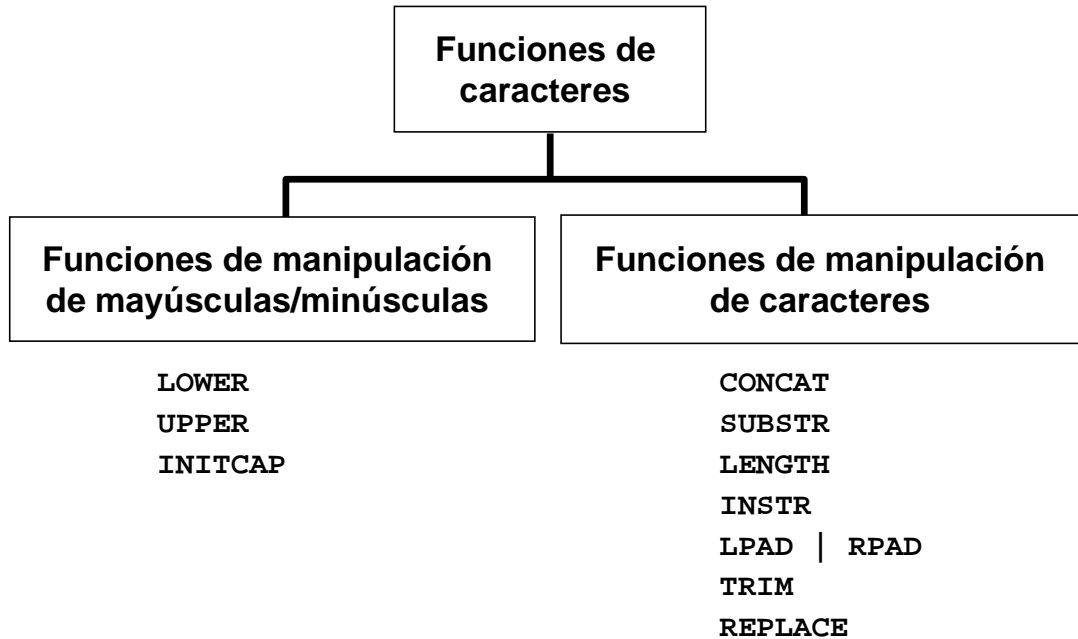 Funciones de
caracteres
Funciones de manipulación
de mayúsculas/minúsculas
Funciones de manipulación
de caracteres
LOWER
UPPER
INITCAP
CONCAT
SUBSTR
LENGTH
INSTR
LPAD | RPAD
TRIM
REPLACE